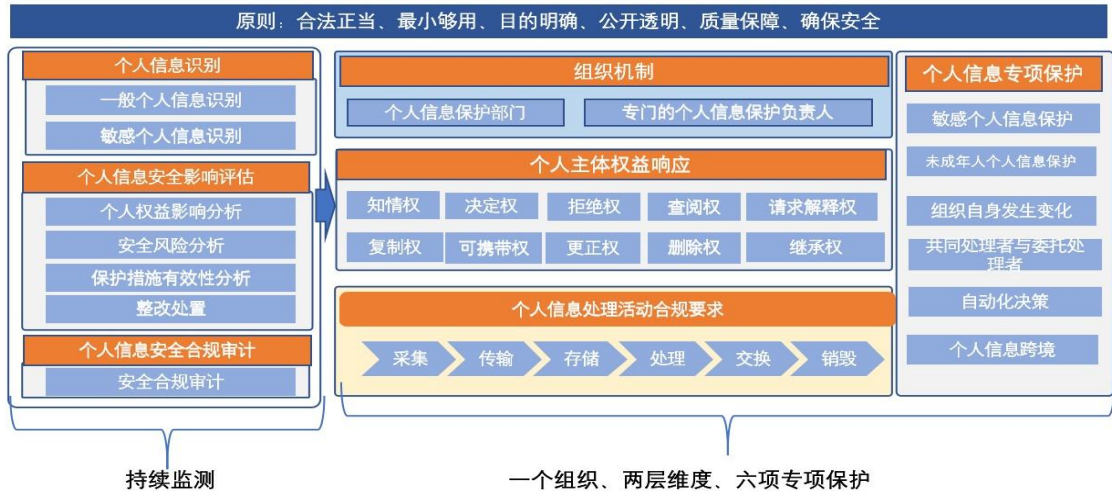 原则：合法正当、最小够用、目的明确、公开透明、质量保障、确保安全
个人信息识别
一般个人信息识别
敏感个人信息识别
个人信息安全影响评估
个人权益影响分析
安全风险分析
保护措施有效性分析
整改处置
个人信息安全合规审计
安全合规审计
持续监测
组织机制
个人信息保护部门
专门的个人信息保护负责人
个人主体权益响应
知情权
决定权
拒绝权
查阅权
请求解释权
复制权
可携带权
更正权
删除权
继承权
个人信息处理活动合规要求
采集
传输
存储
处理
交换
销毁
个人信息专项保护
敏感个人信息保护
未成年人个人信息保护
组织自身发生变化
共同处理者与委托处
理者
自动化决策
个人信息跨境
一个组织、两层维度、六项专项保护